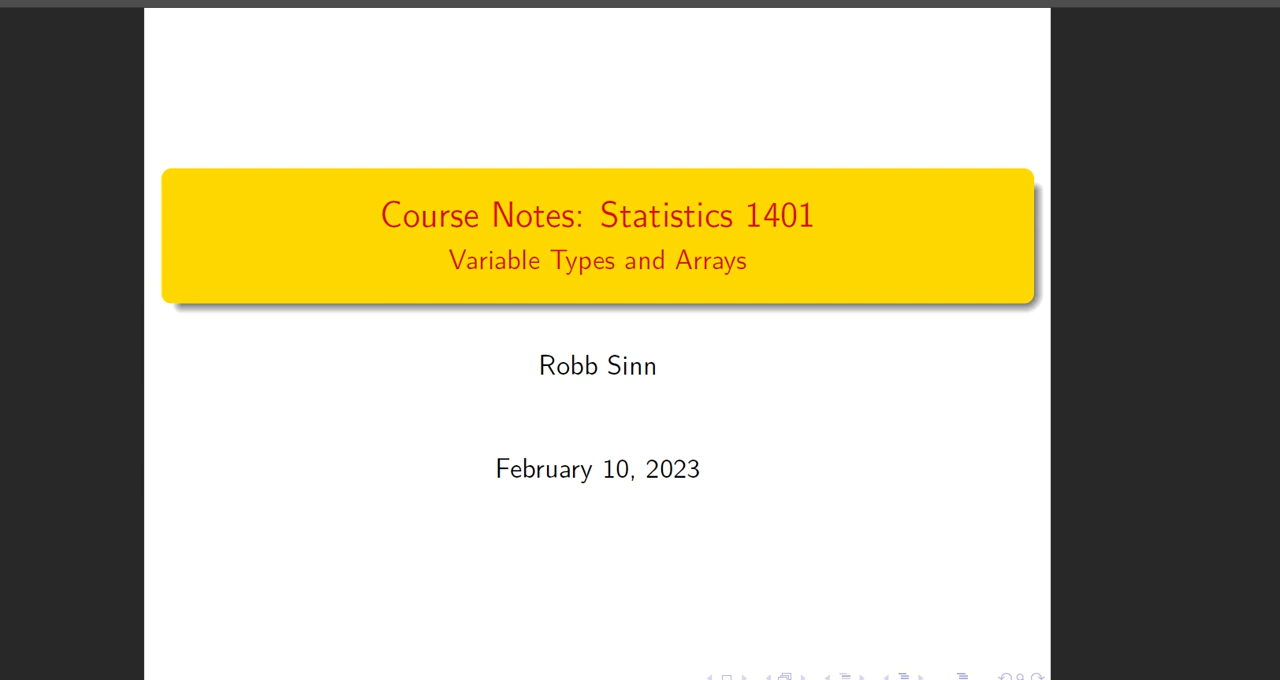 Course Notes: Statistics 1401
Variable Types and Arrays
Robb Sinn
February 10, 2023